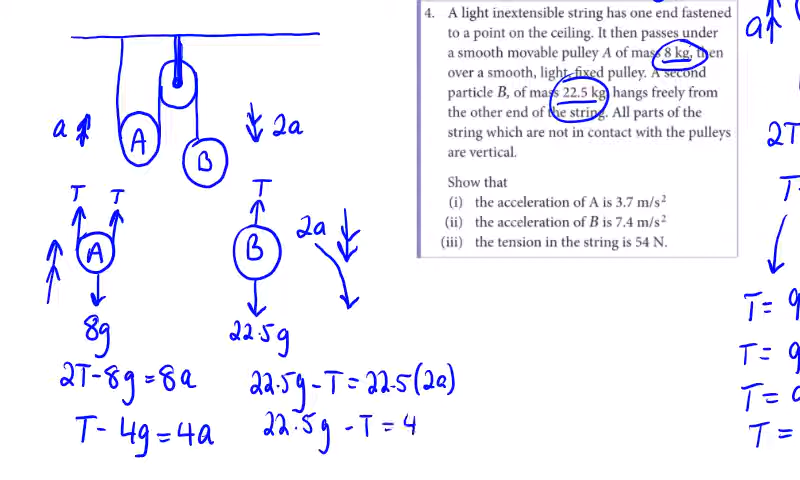 4. A light inextensible string has one end fastened
to a point on the ceiling. It then passes under
a smooth movable pulley A of mass 8 kg, then
over a smooth, light fixed pulley. A second
particle B, of mass 22.5 kg hangs freely from
the other end of the string. All parts of the
string which are not in contact with the pulleys
are vertical.
Show that
(i) the acceleration of A is 3.7 m/s²
(ii) the acceleration of B is 7.4 m/s²
(iii) the tension in the string is 54 N.
a
A
B
2a
T T
A
8g
2T-8g=8a
T-4g=4a
T
B
2a
22.5g
22.5g-T=22.5(2a)
22.5g-T=4
a
2T
T
T=
T=
T=
T=